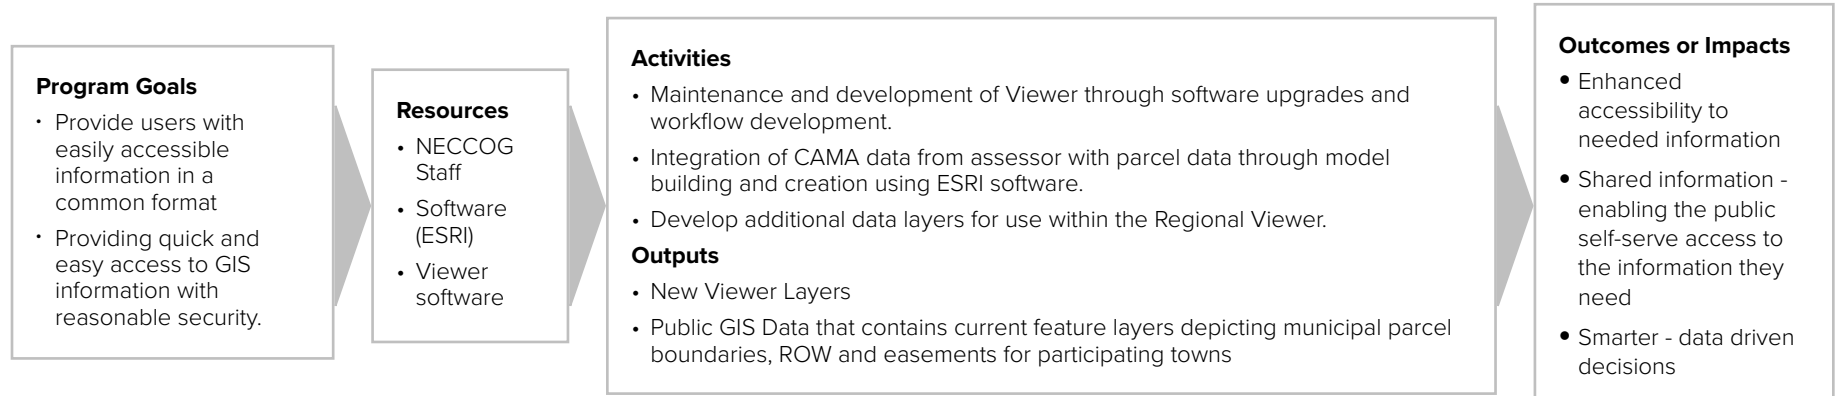 Program Goals
• Provide users with
easily accessible
information in a
common format
• Providing quick and
easy access to GIS
information with
reasonable security.
Resources
• NECCOG
Staff
• Software
(ESRI)
• Viewer
software
Activities
• Maintenance and development of Viewer through software upgrades and
workflow development.
• Integration of CAMA data from assessor with parcel data through model
building and creation using ESRI software.
• Develop additional data layers for use within the Regional Viewer.
Outputs
• New Viewer Layers
• Public GIS Data that contains current feature layers depicting municipal parcel
boundaries, ROW and easements for participating towns
Outcomes or Impacts
• Enhanced
accessibility to
needed information
• Shared information -
enabling the public
self-serve access to
the information they
need
• Smarter - data driven
decisions